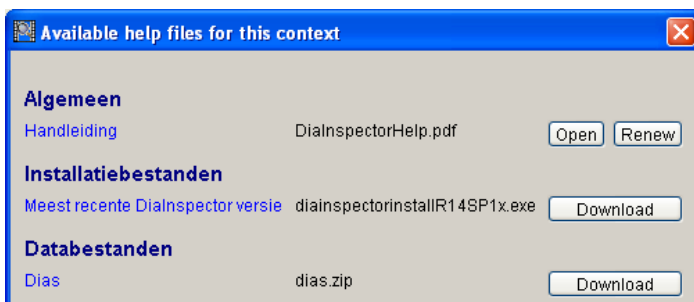 Available help files for this context
Algemeen
Handleiding DiaInspectorHelp.pdf Open Renew
Installatiebestanden
Meest recente DiaInspector versie diainspectorinstallR14SP1x.exe Download
Databestanden
Dias dias.zip Download